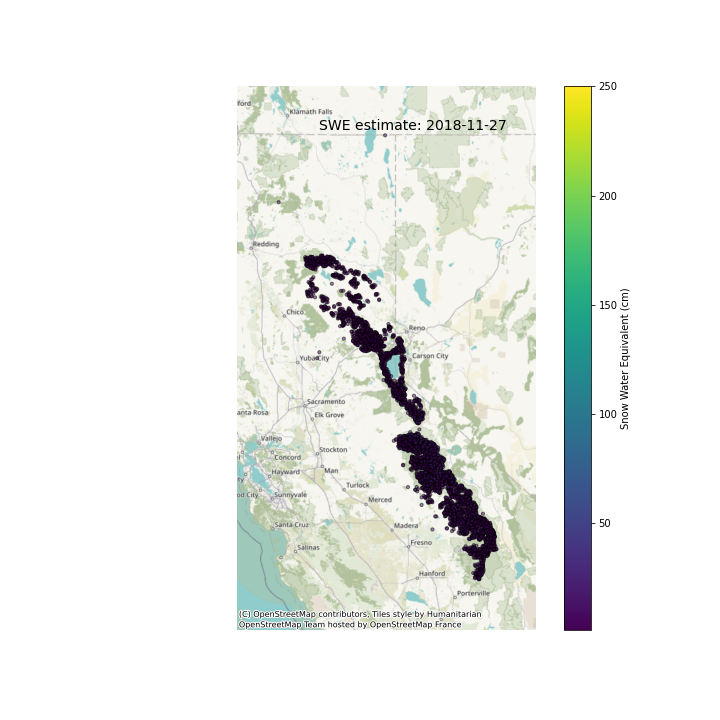 SWE estimate: 2018-11-27
ford
Klamath Falls
Redding
Chico
Reno
Yuba City
Carson City
Sacramento
anta Rosa
Elk Grove
Vallejo
Stockton
Concord
Hayward
Man
ty
od City
Sunnyvale
Turlock
Merced
Santa Cruz
Madera
Salinas
Fresno
Hanford
Porterville
(C) OpenStreetMap contributors, Tiles style by Humanitarian
OpenStreetMap Team hosted by OpenStreetMap France
250
200
150
100
50
Snow Water Equivalent (cm)